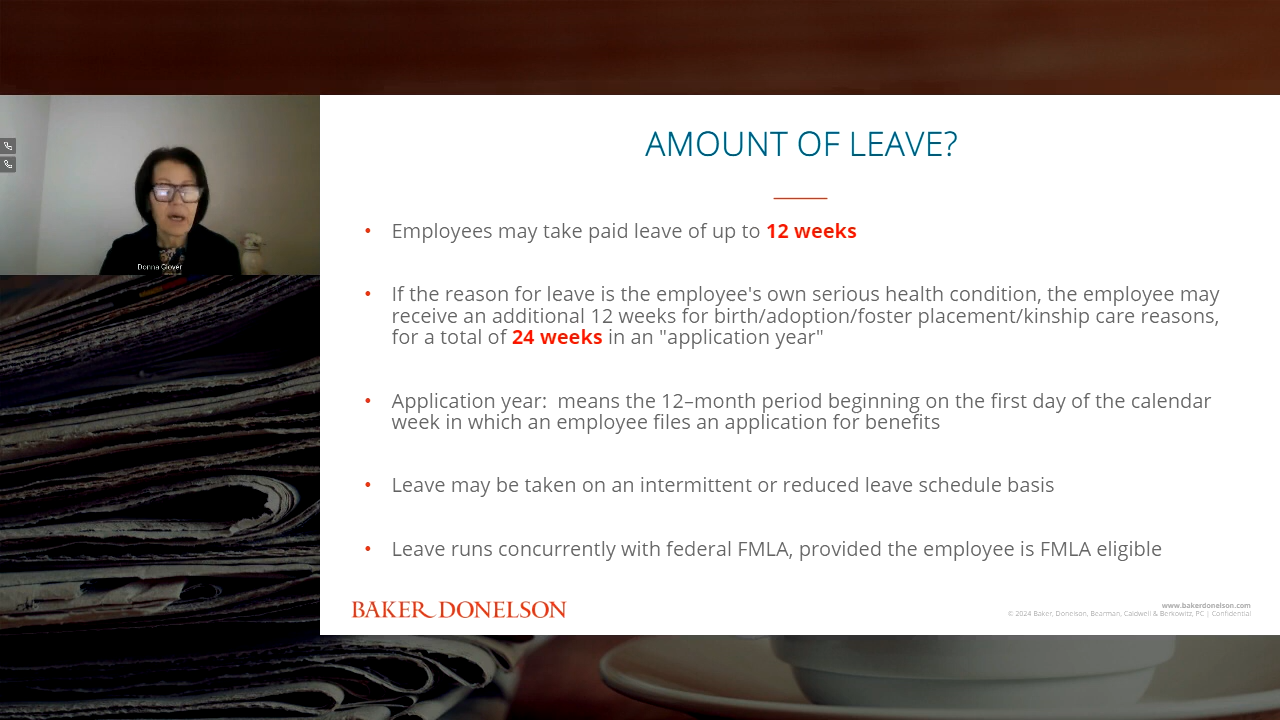 AMOUNT OF LEAVE?
• Employees may take paid leave of up to 12 weeks
• If the reason for leave is the employee's own serious health condition, the employee may
receive an additional 12 weeks for birth/adoption/foster placement/kinship care reasons,
for a total of 24 weeks in an "application year"
• Application year:  means the 12–month period beginning on the first day of the calendar
week in which an employee files an application for benefits
• Leave may be taken on an intermittent or reduced leave schedule basis
• Leave runs concurrently with federal FMLA, provided the employee is FMLA eligible
Donna Glover
BAKER DONELSON
www.bakerdonelson.com
© 2024 Baker, Donelson, Bearman, Caldwell & Berkowitz, PC | Confidential